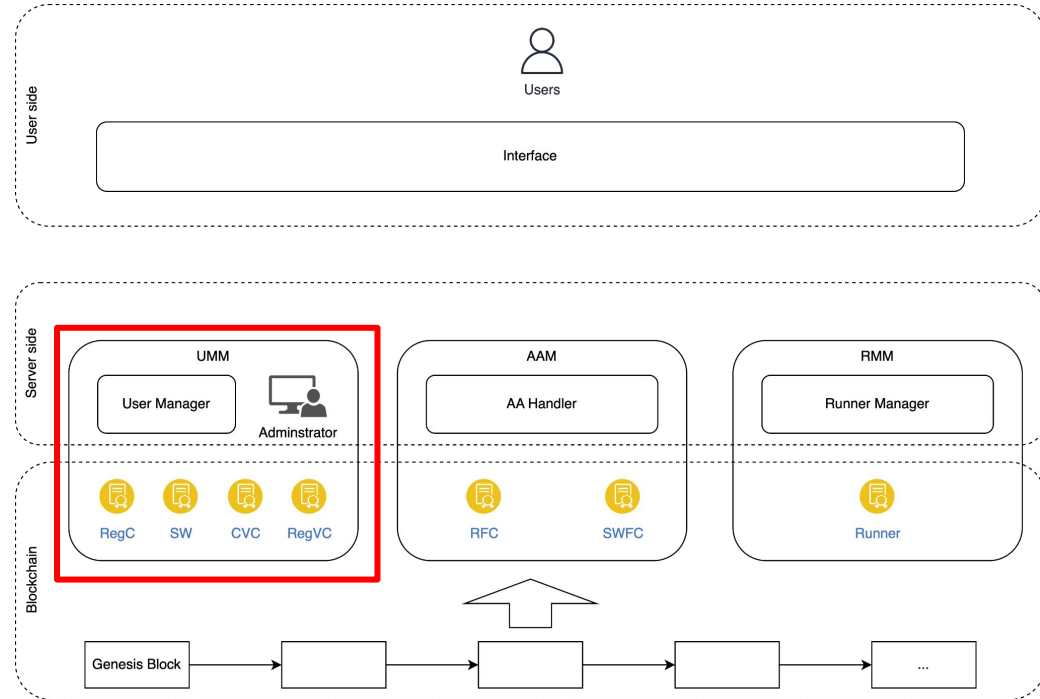 Users
User side
Interface
Server side
UMM
AAM
RMM
User Manager
Adminstrator
AA Handler
Runner Manager
Blockchain
RegC
SW
CVC
RegVC
RFC
SWFC
Runner
Genesis Block
...